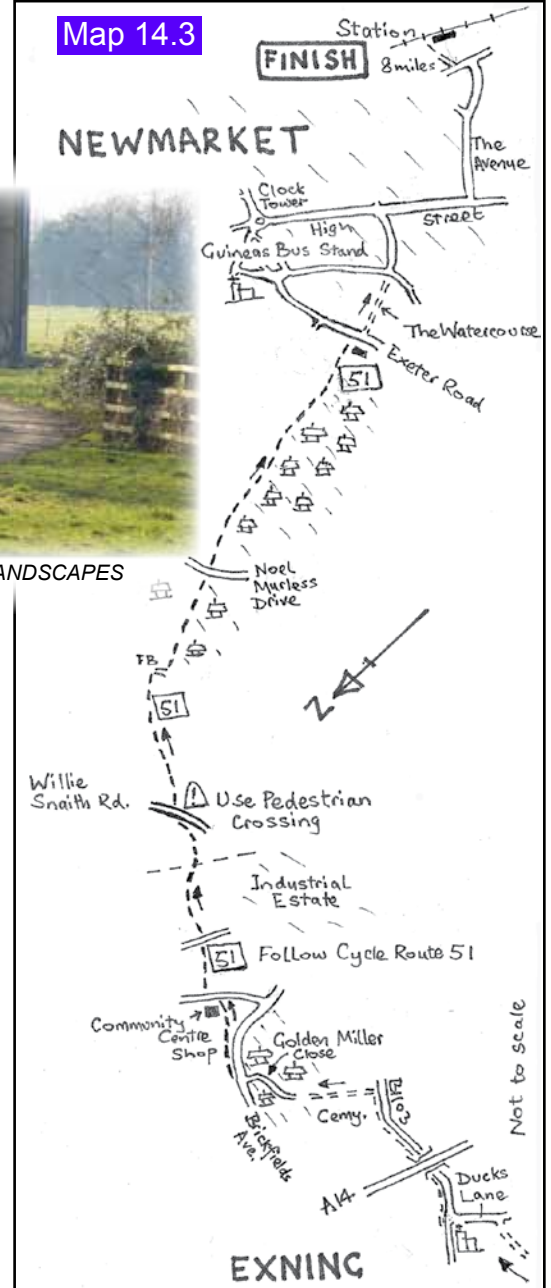 Map 14.3
Station
FINISH
8 miles
NEWMARKET
The
Avenue
Clock
Tower
High
Street
Guineas Bus Stand
The Watercourse
Exeter Road
51
ANDSCAPES
Noel
Murless
Drive
FB
51
N
Willie
Snaith Rd.
! Use Pedestrian
Crossing
Industrial
Estate
51 Follow Cycle Route 51
Community
Centre
Shop
Golden Miller
Close
Cemy.
B1103
Brickfields
Ave.
Not to scale
A14
Ducks
Lane
EXNING